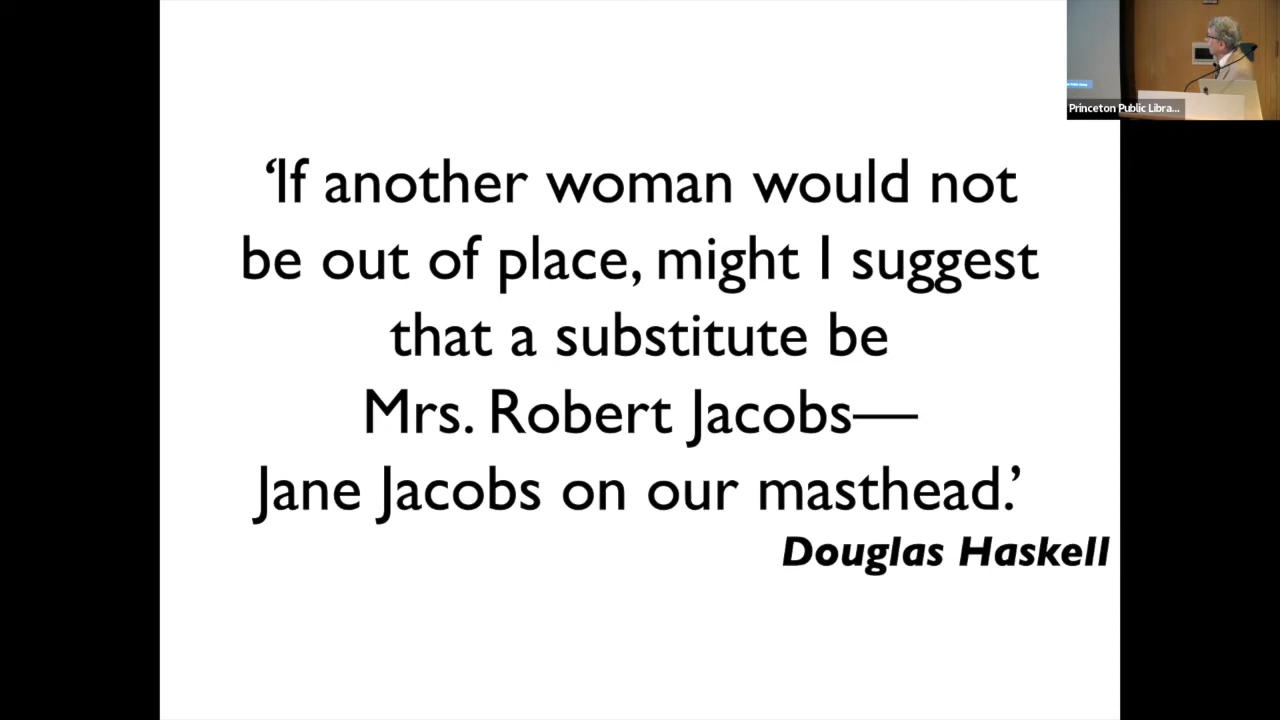 ‘If another woman would not
be out of place, might I suggest
that a substitute be
Mrs. Robert Jacobs—
Jane Jacobs on our masthead.’
Douglas Haskell
Princeton Public Libra...